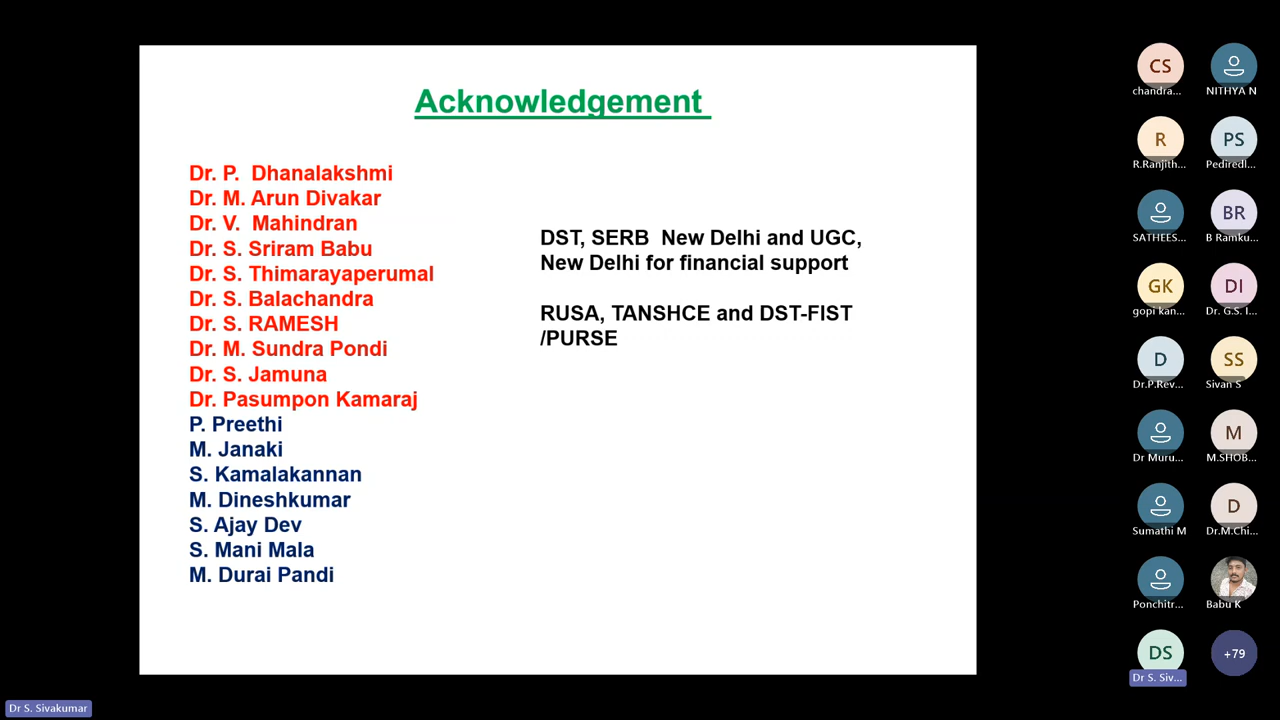 Acknowledgement
Dr. P. Dhanalakshmi
Dr. M. Arun Divakar
Dr. V. Mahindran
Dr. S. Sriram Babu
Dr. S. Thimarayaperumal
Dr. S. Balachandra
Dr. S. RAMESH
Dr. M. Sundra Pondi
Dr. S. Jamuna
Dr. Pasumpon Kamaraj
P. Preethi
M. Janaki
S. Kamalakannan
M. Dineshkumar
S. Ajay Dev
S. Mani Mala
M. Durai Pandi
DST, SERB New Delhi and UGC,
New Delhi for financial support
RUSA, TANSHCE and DST-FIST
/PURSE
CS
chandra...
NITHYA N
R
R.Ranjith...
PS
Pediredl...
SATHEES...
BR
B Ramku...
GK
gopi kan...
DI
Dr. G.S. I...
D
Dr.P.Rev...
SS
Sivan S
Dr Muru...
M
M.SHOB...
Sumathi M
D
Dr.M.Chi...
Ponchitr...
Babu K
DS
Dr S. Siv...
+79
Dr S. Sivakumar